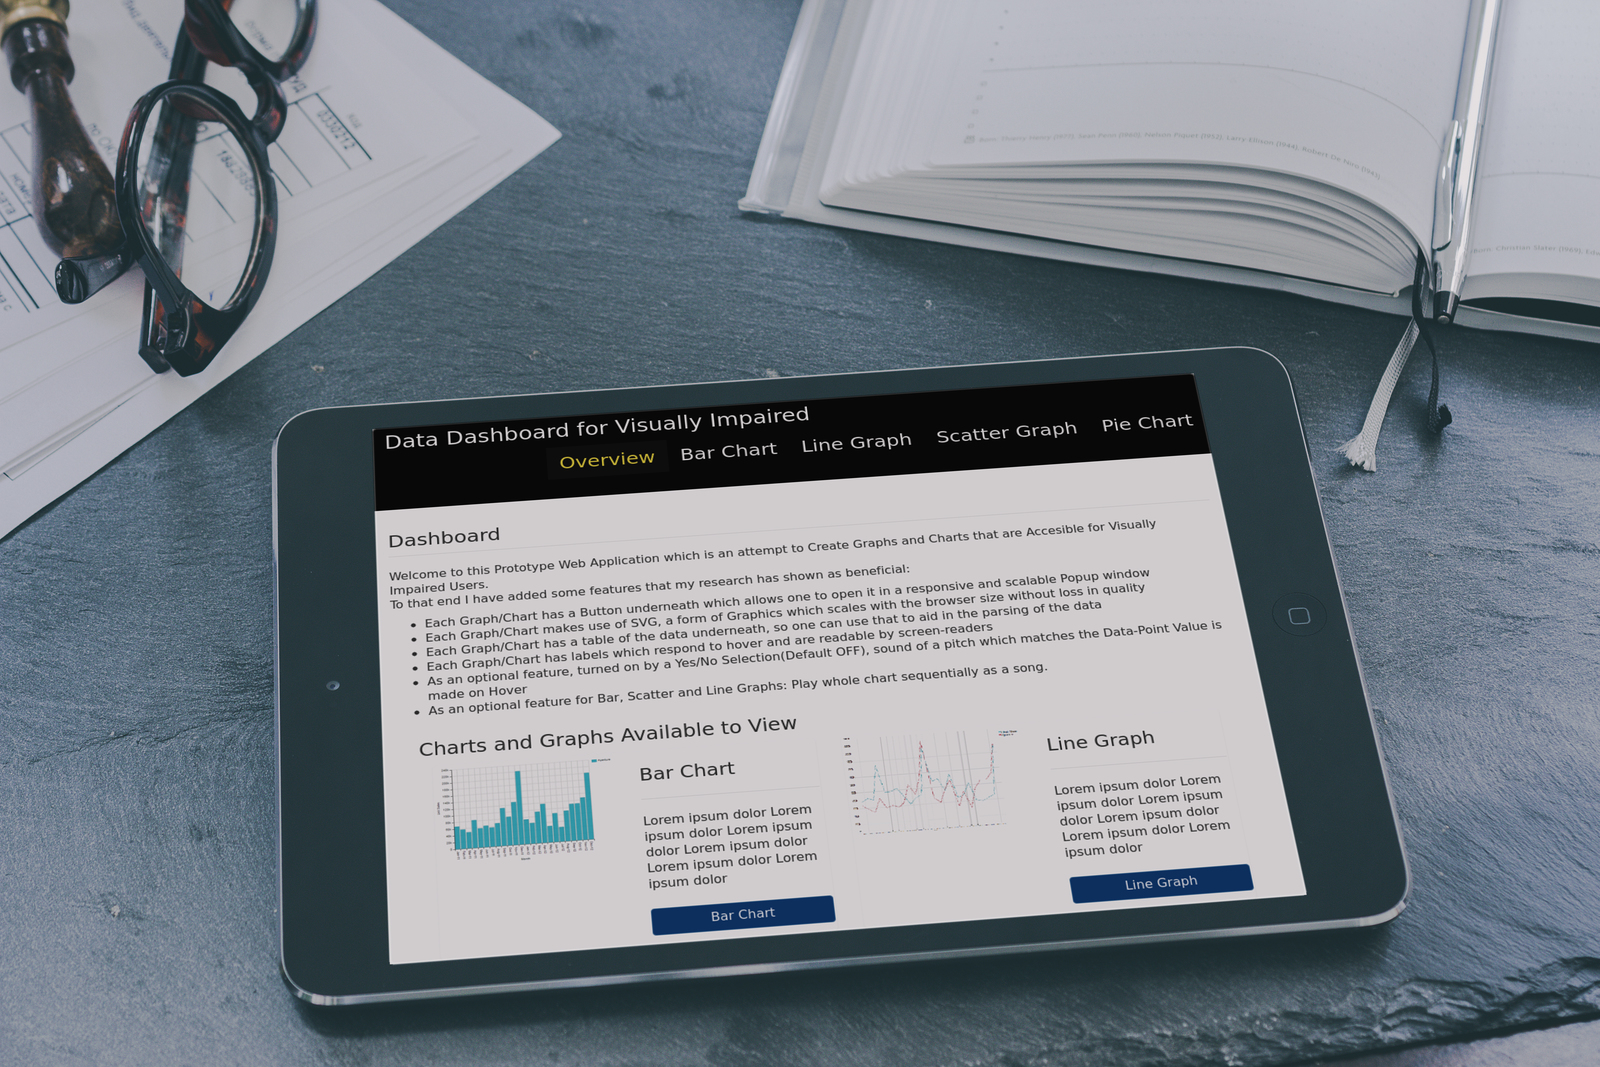 Data Dashboard for Visually Impaired
Overview Bar Chart Line Graph Scatter Graph Pie Chart
Dashboard
Welcome to this Prototype Web Application which is an attempt to Create Graphs and Charts that are Accesible for Visually
Impaired Users.
To that end I have added some features that my research has shown as beneficial:
• Each Graph/Chart has a Button underneath which allows one to open it in a responsive and scalable Popup window
• Each Graph/Chart makes use of SVG, a form of Graphics which scales with the browser size without loss in quality
• Each Graph/Chart has a table of the data underneath, so one can use that to aid in the parsing of the data
• Each Graph/Chart has labels which respond to hover and are readable by screen-readers
• As an optional feature, turned on by a Yes/No Selection(Default OFF), sound of a pitch which matches the Data-Point Value is
made on Hover
• As an optional feature for Bar, Scatter and Line Graphs: Play whole chart sequentially as a song.
Charts and Graphs Available to View
Bar Chart
Lorem ipsum dolor Lorem
ipsum dolor Lorem ipsum
dolor Lorem ipsum dolor
Lorem ipsum dolor Lorem
ipsum dolor
Bar Chart
Line Graph
Lorem ipsum dolor Lorem
ipsum dolor Lorem ipsum
dolor Lorem ipsum dolor
Lorem ipsum dolor Lorem
ipsum dolor
Line Graph